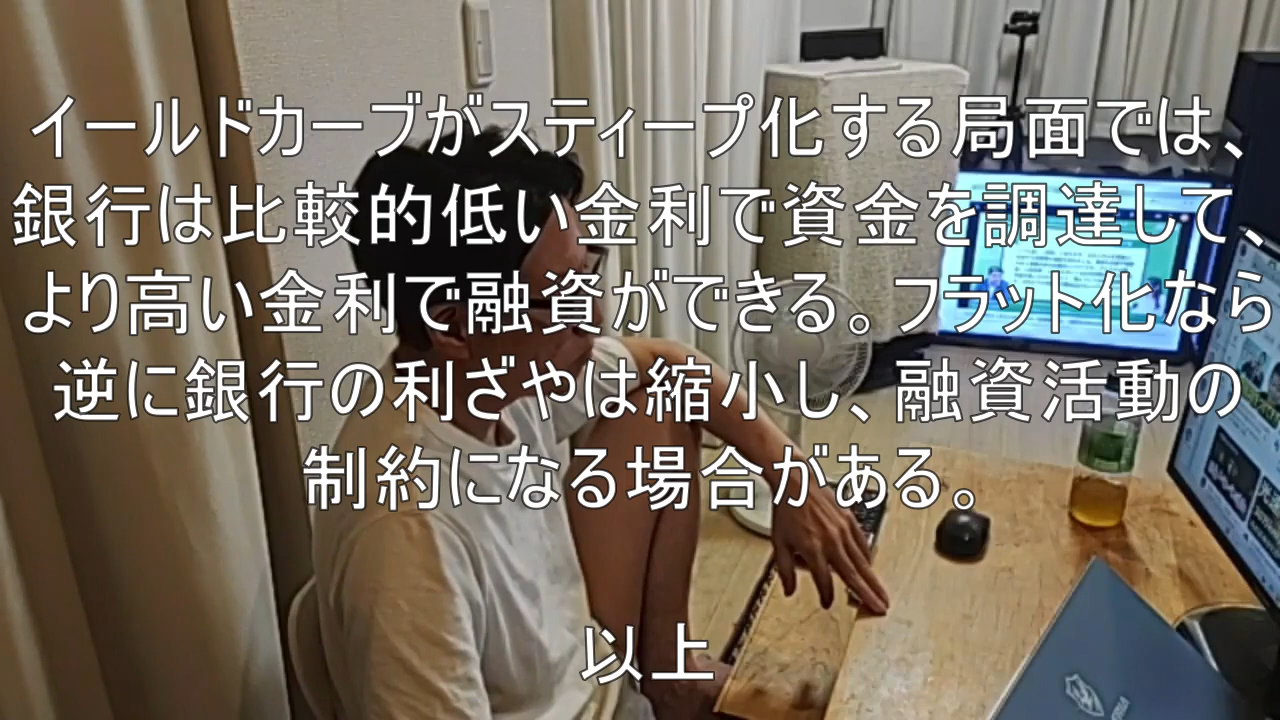 イールドカーブがスティープ化する局面では、
銀行は比較的低い金利で資金を調達して、
より高い金利で融資ができる。フラット化なら
逆に銀行の利ざやは縮小し、融資活動の
制約になる場合がある。
以上